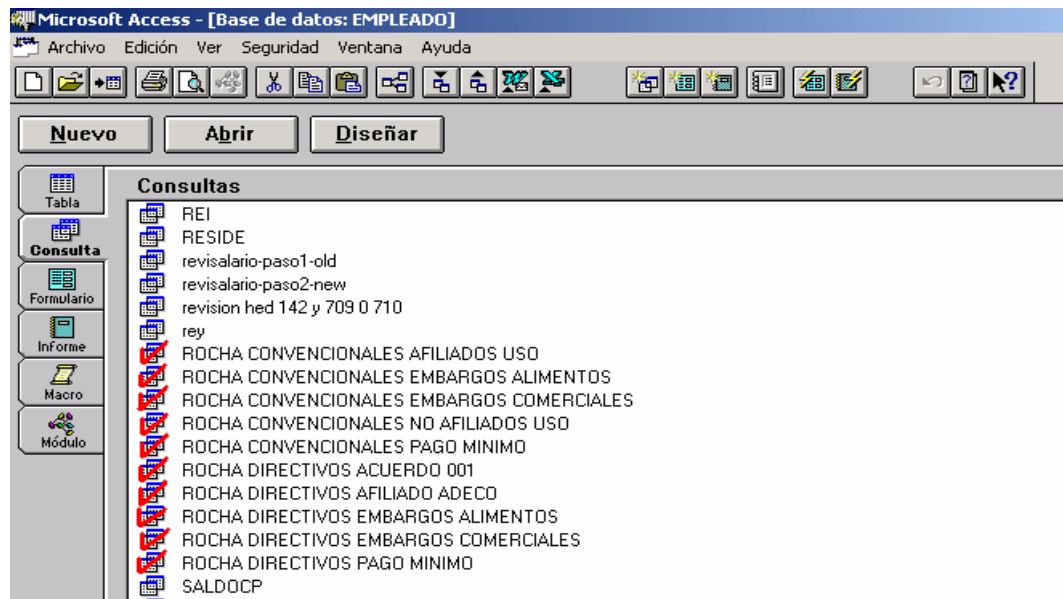 Microsoft Access - [Base de datos: EMPLEADO]
Archivo Edición Ver Seguridad Ventana Ayuda
Nuevo Abrir Diseñar
Tabla
Consulta
Formulario
Informe
Macro
Módulo
Consultas
REI
RESIDE
revisalario-paso1-old
revisalario-paso2-new
revision hed 142 y 709 0 710
rey
ROCHA CONVENCIONALES AFILIADOS USO
ROCHA CONVENCIONALES EMBARGOS ALIMENTOS
ROCHA CONVENCIONALES EMBARGOS COMERCIALES
ROCHA CONVENCIONALES NO AFILIADOS USO
ROCHA CONVENCIONALES PAGO MINIMO
ROCHA DIRECTIVOS ACUERDO 001
ROCHA DIRECTIVOS AFILIADO ADECO
ROCHA DIRECTIVOS EMBARGOS ALIMENTOS
ROCHA DIRECTIVOS EMBARGOS COMERCIALES
ROCHA DIRECTIVOS PAGO MINIMO
SALDOCP